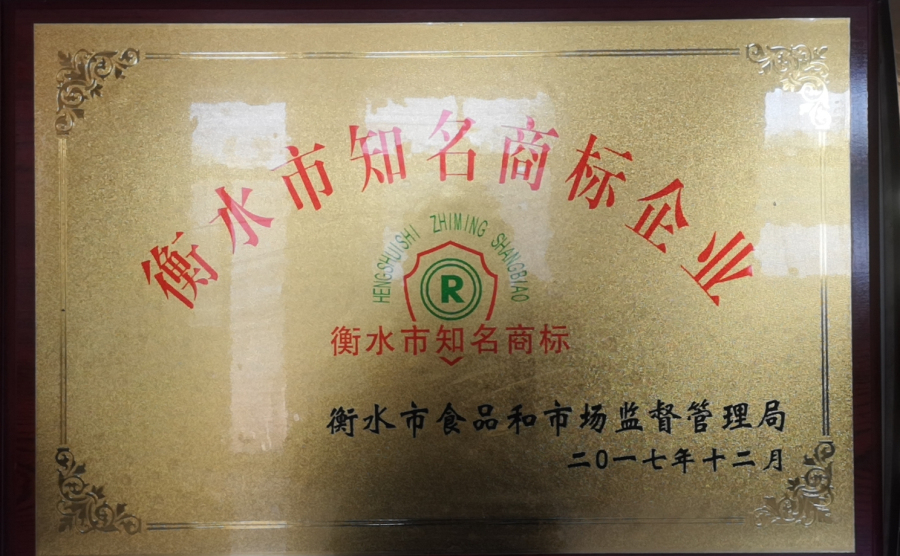 衡水市知名商标企业
HENGSHUISHI ZHIMING SHANGBIAO
R
衡水市知名商标
衡水市食品和市场监督管理局
二0一七年十二月